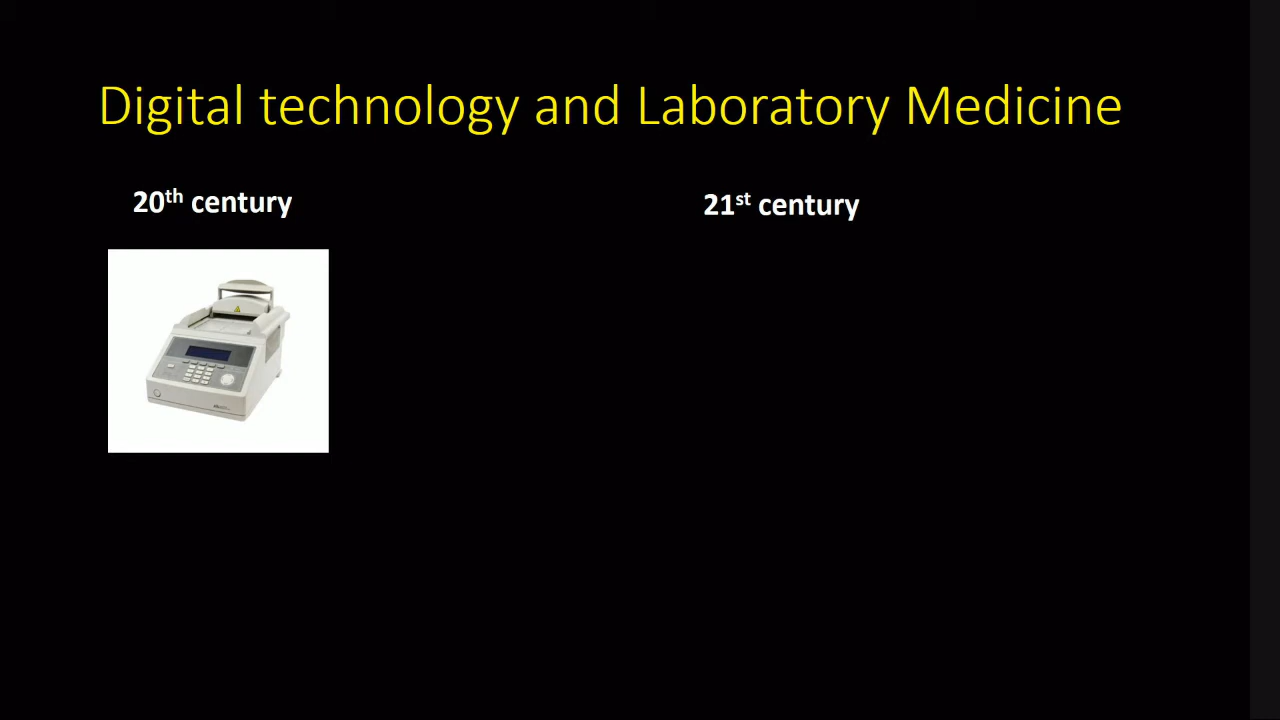 Digital technology and Laboratory Medicine
20th century
21st century